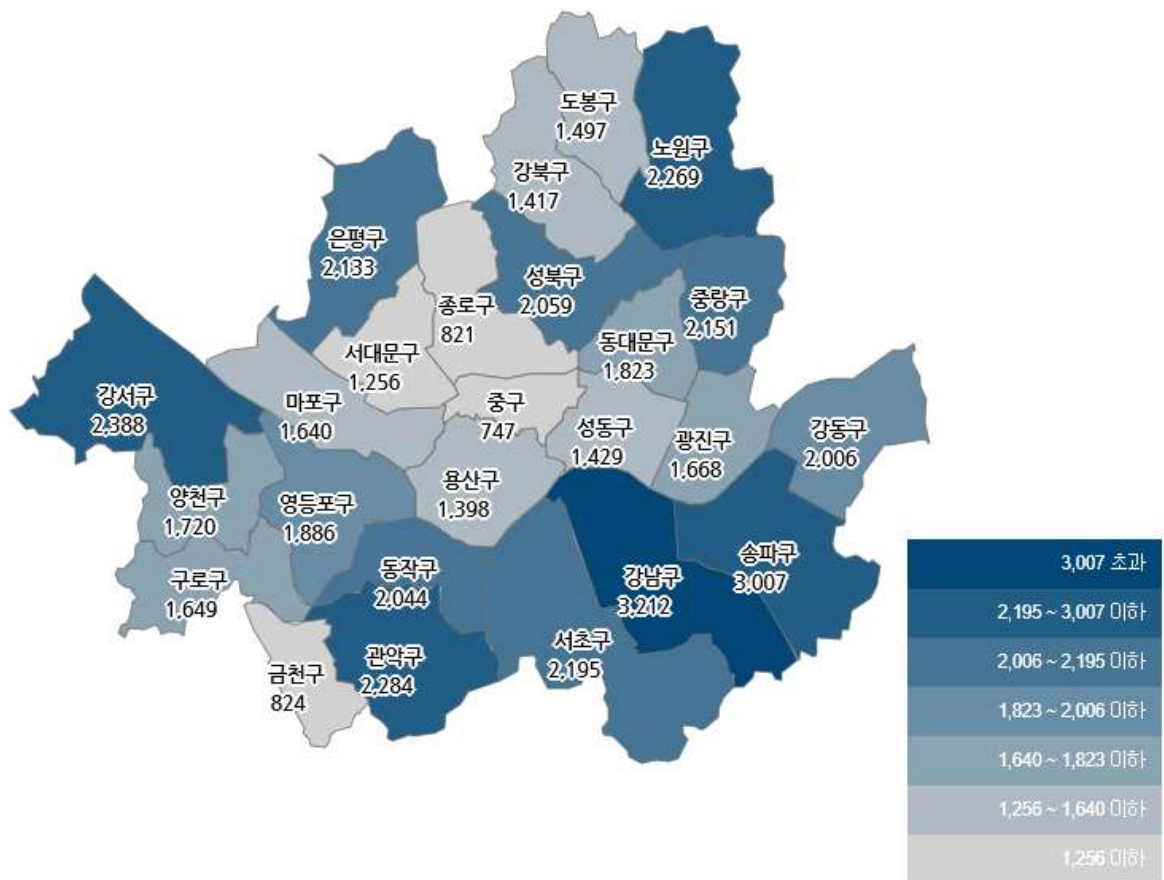 도봉구
1,497
노원구
2,269
강북구
1,417
은평구
2,133
성북구
2,059
중랑구
2,151
종로구
821
동대문구
1,823
서대문구
1,256
강서구
2,388
마포구
1,640
중구
747
성동구
1,429
광진구
1,668
강동구
2,006
양천구
1,720
영등포구
1,886
용산구
1,398
구로구
1,649
동작구
2,044
강남구
3,212
송파구
3,007
관악구
2,284
서초구
2,195
금천구
824
3,007 초과
2,195 ~ 3,007 이하
2,006 ~ 2,195 이하
1,823 ~ 2,006 이하
1,640 ~ 1,823 이하
1,256 ~ 1,640 이하
1,256 이하